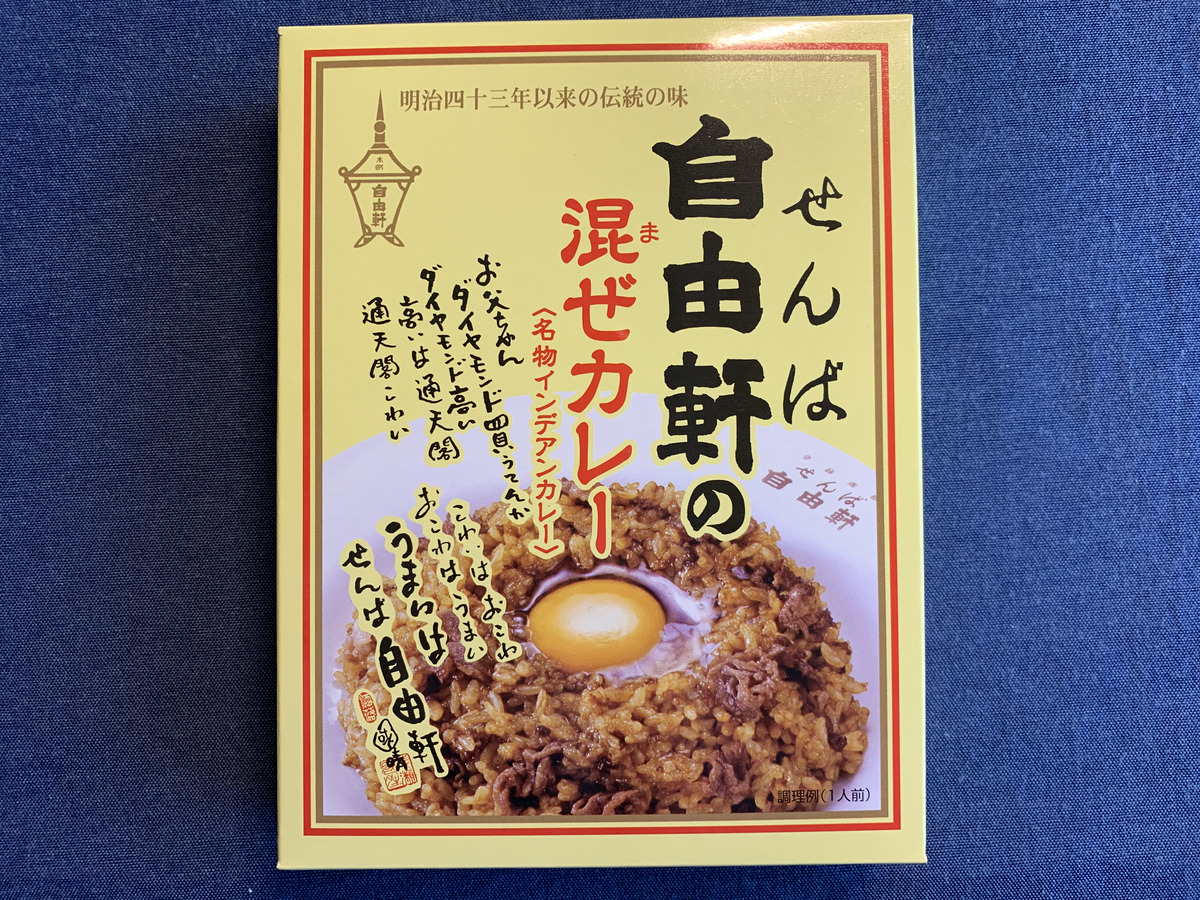 明治四十三年以来の伝統の味
本町
自由軒
せんば
自由軒の
混ぜカレー
ま
〈名物インデアンカレー〉
お父ちゃん
ダイヤモンド買うてんか
ダイヤモンド高い
高いは通天閣
通天閣こわい
こわいはおこわ
おこわはうまい
うまいは
せんば自由軒
せんば
自由軒
調理例(1人前)